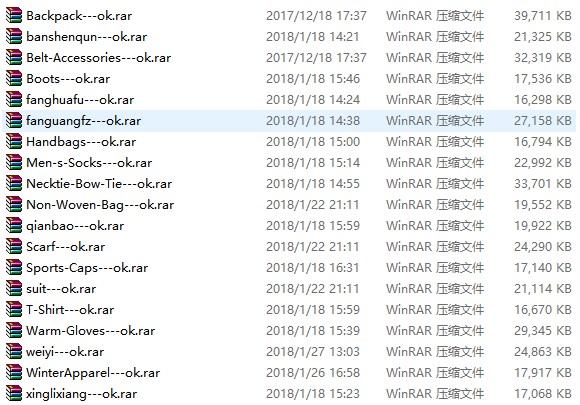 Backpack---ok.rar 2017/12/18 17:37 WinRAR 压缩文件 39,711 KB
banshenqun---ok.rar 2018/1/18 14:21 WinRAR 压缩文件 21,325 KB
Belt-Accessories---ok.rar 2017/12/18 17:37 WinRAR 压缩文件 32,319 KB
Boots---ok.rar 2018/1/18 15:46 WinRAR 压缩文件 17,536 KB
fanghuafu---ok.rar 2018/1/18 14:24 WinRAR 压缩文件 16,298 KB
fanguangfz---ok.rar 2018/1/18 14:38 WinRAR 压缩文件 27,158 KB
Handbags---ok.rar 2018/1/18 15:00 WinRAR 压缩文件 16,794 KB
Men-s-Socks---ok.rar 2018/1/18 15:14 WinRAR 压缩文件 22,992 KB
Necktie-Bow-Tie---ok.rar 2018/1/18 14:55 WinRAR 压缩文件 33,701 KB
Non-Woven-Bag---ok.rar 2018/1/22 21:11 WinRAR 压缩文件 19,552 KB
qianbao---ok.rar 2018/1/18 15:59 WinRAR 压缩文件 19,922 KB
Scarf---ok.rar 2018/1/22 21:11 WinRAR 压缩文件 24,290 KB
Sports-Caps---ok.rar 2018/1/18 16:31 WinRAR 压缩文件 17,140 KB
suit---ok.rar 2018/1/22 21:11 WinRAR 压缩文件 21,114 KB
T-Shirt---ok.rar 2018/1/18 15:59 WinRAR 压缩文件 16,670 KB
Warm-Gloves---ok.rar 2018/1/18 15:39 WinRAR 压缩文件 29,345 KB
weiyi---ok.rar 2018/1/27 13:03 WinRAR 压缩文件 24,863 KB
WinterApparel---ok.rar 2018/1/26 16:58 WinRAR 压缩文件 17,917 KB
xinglixiang---ok.rar 2018/1/18 15:23 WinRAR 压缩文件 17,068 KB